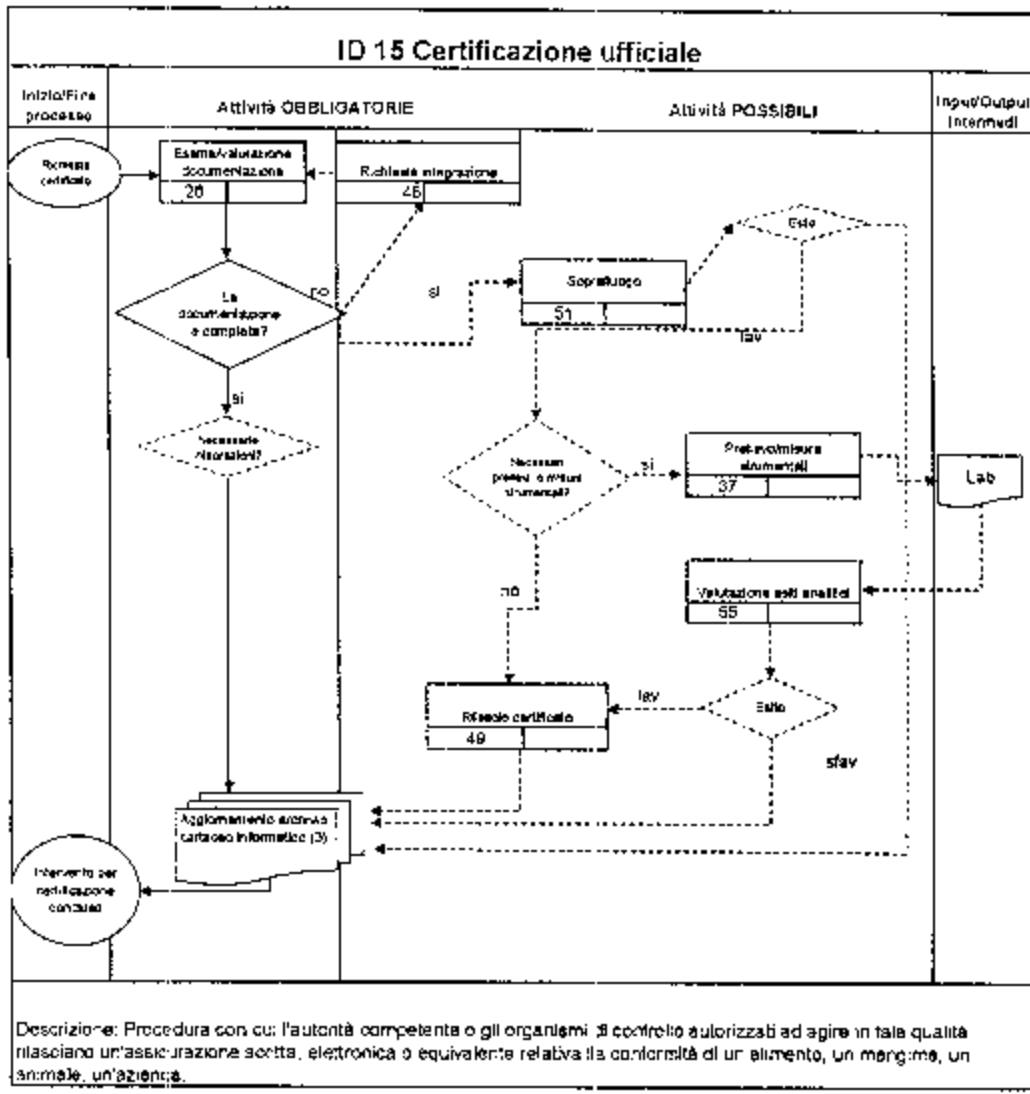 ID 15 Certificazione ufficiale
Inizio/Fine
processo
Attività OBBLIGATORIE
Attività POSSIBILI
Input/Output
Intermedi
Richiesta
certificato
Esame/valutazione
documentazione
26
Richiesta integrazione
46
Esito
La
documentazione
è completa?
no
si
Sopralluogo
51
fav
si
Necessarie
Necessari
prelievi o misure
strumentali?
si
Prelievo/misura
strumentali
37
Lab
no
Valutazione esiti analitici
55
Rilascio certificato
49
fav
Esito
sfav
Aggiornamento archivio
cartaceo informatico (3)
Intervento per
certificazione
concluso
Descrizione: Procedura con cui l'autorità competente o gli organismi di controllo autorizzati ad agire in tale qualità
rilasciano un'assicurazione scritta, elettronica o equivalente relativa alla conformità di un alimento, un mangime, un
animale, un'azienda.